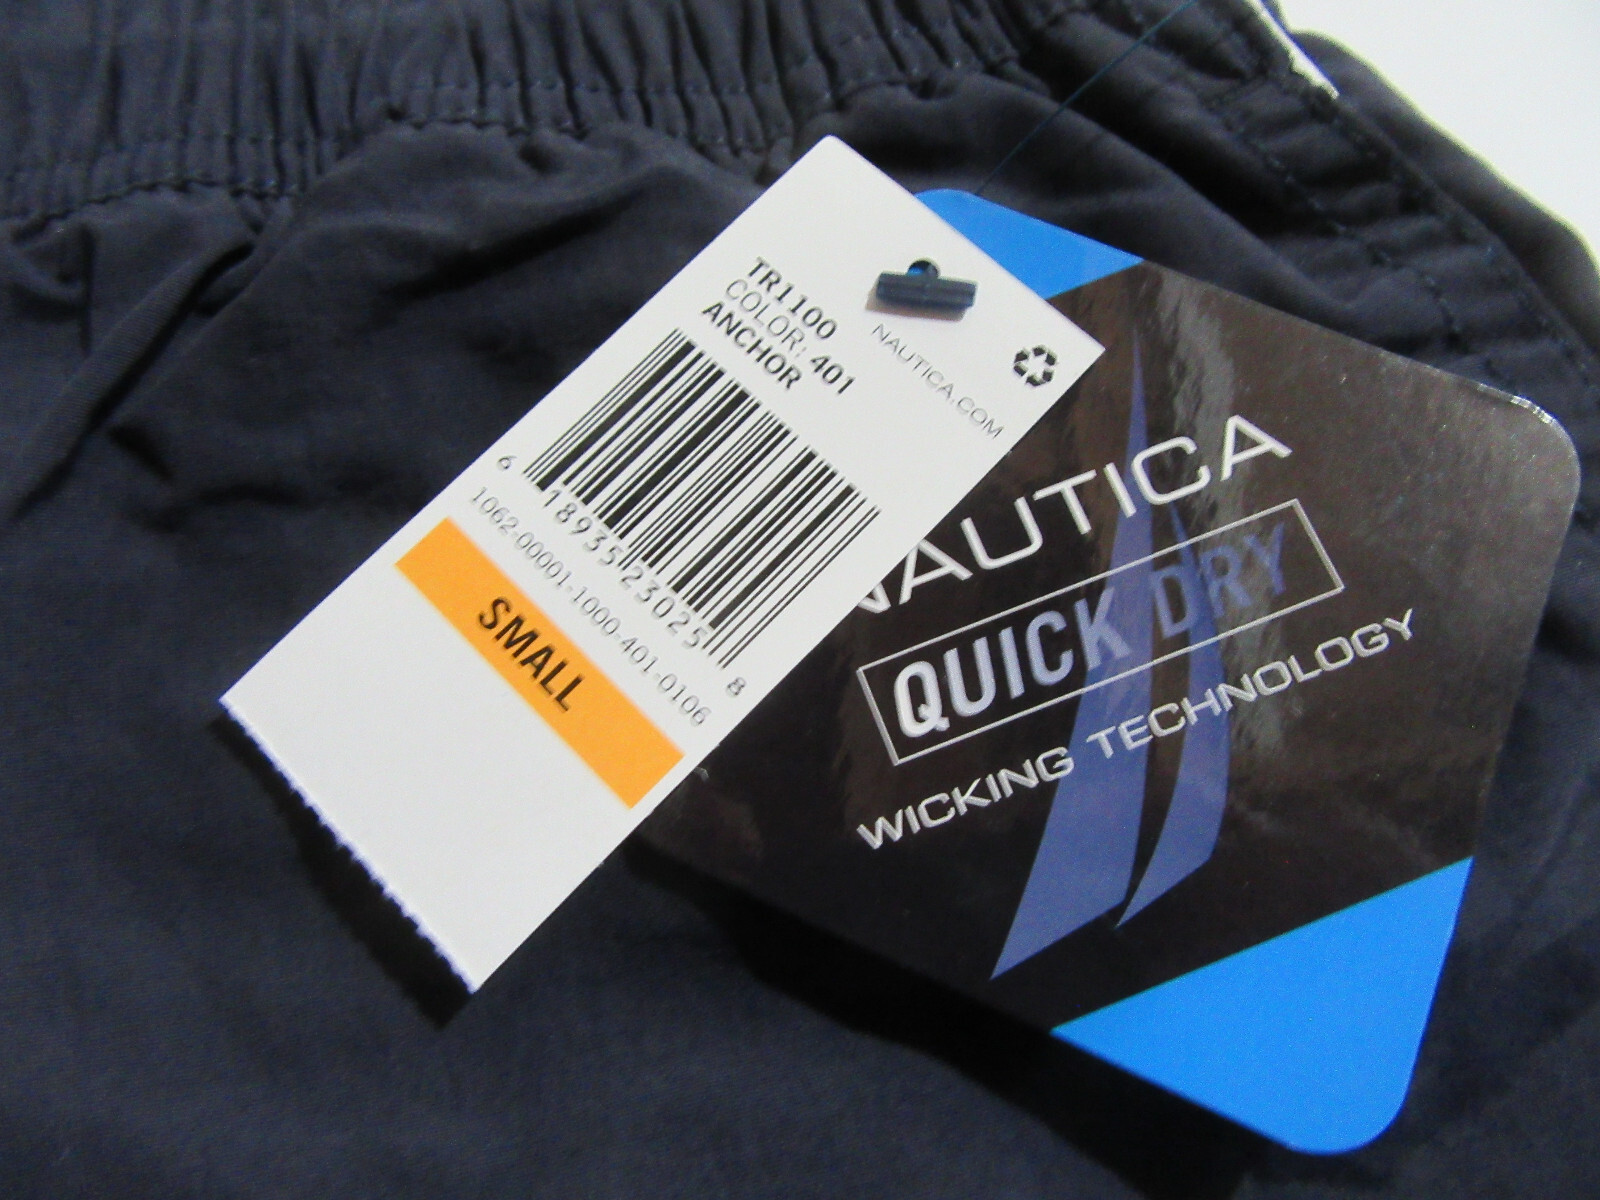 TR1100
COLOR: 401
ANCHOR
NAUTICA.COM
6 18935 23025 8
1062-00001-1000-401-0106
SMALL
NAUTICA
QUICK DRY
WICKING TECHNOLOGY